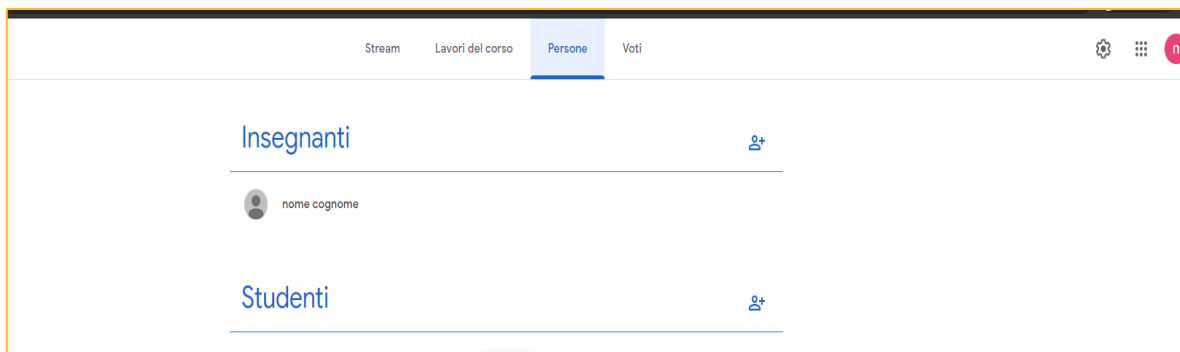 Stream Lavori del corso Persone Voti
n
Insegnanti
nome cognome
Studenti